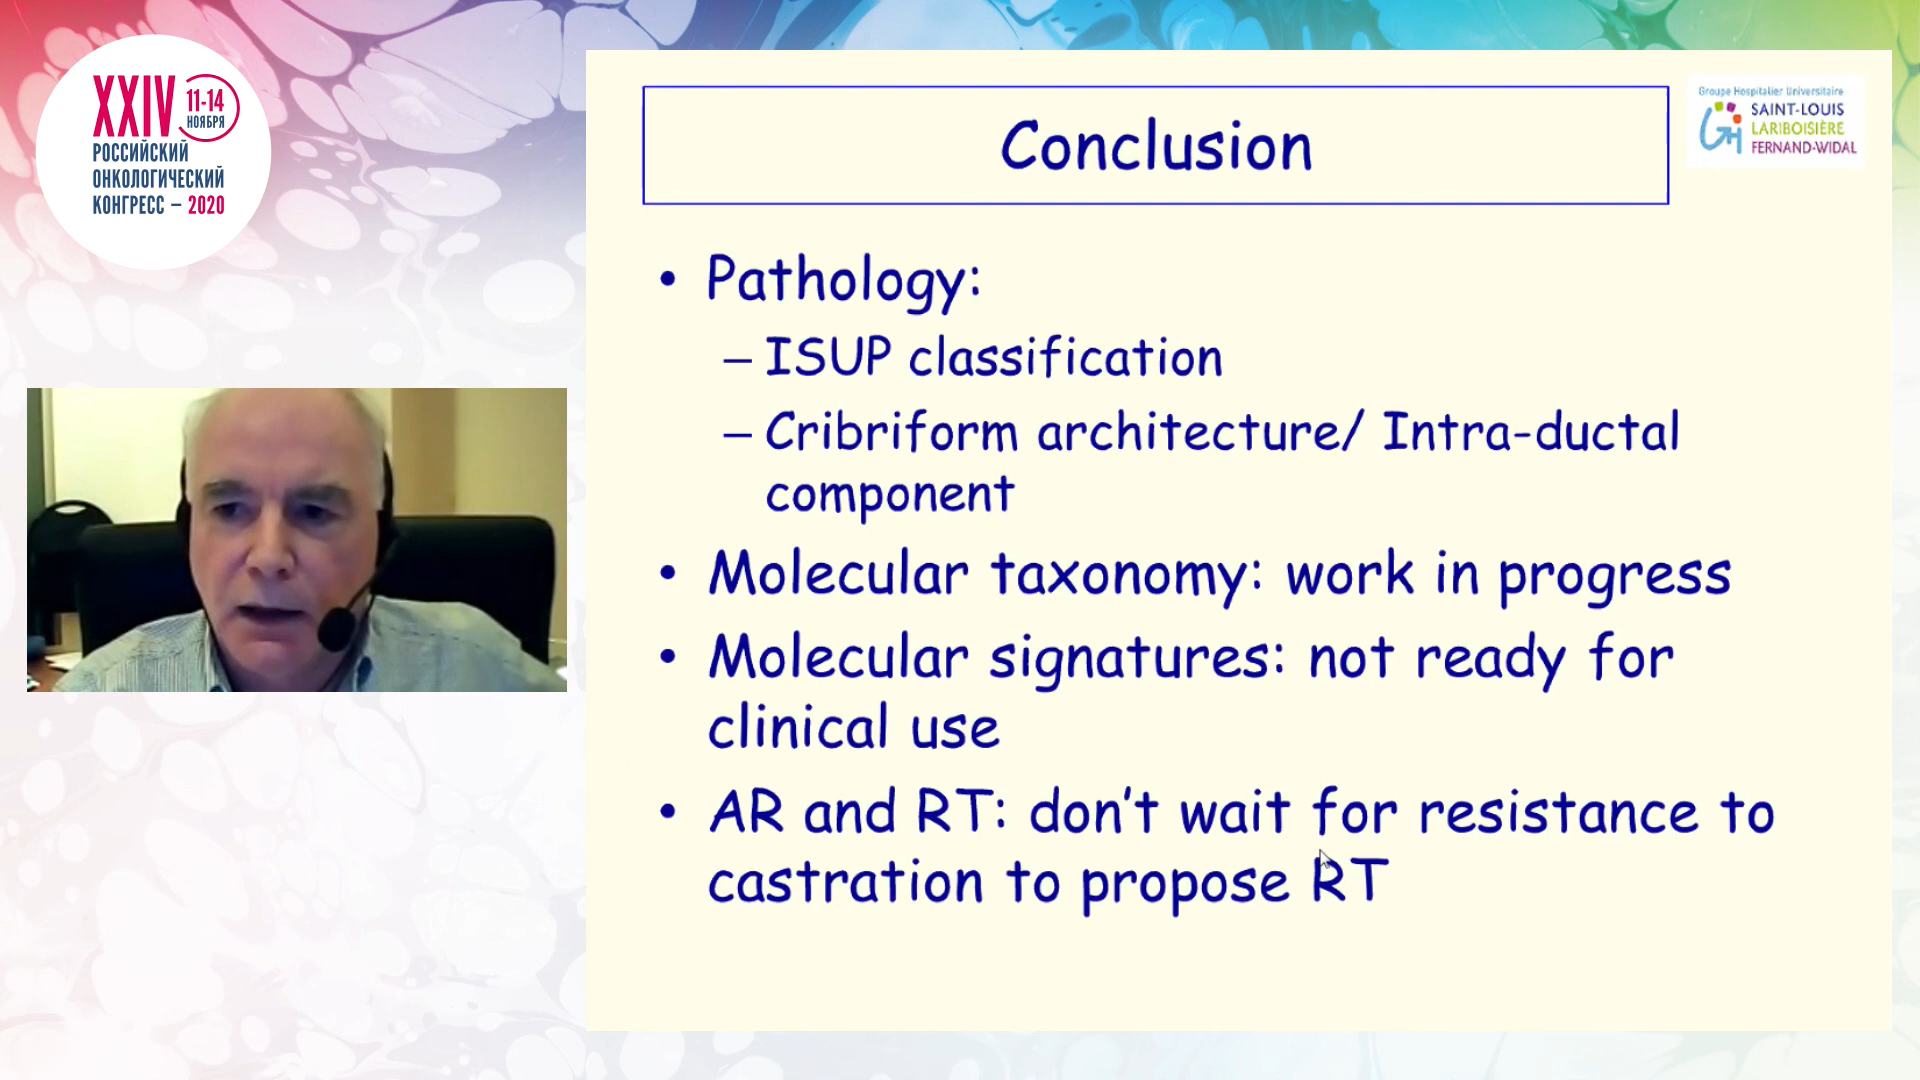 XXIV
11-14
НОЯБРЯ
РОССИЙСКИЙ
ОНКОЛОГИЧЕСКИЙ
КОНГРЕСС – 2020
Groupe Hospitalier Universitaire
SAINT-LOUIS
LARIBOISIÈRE
FERNAND-WIDAL
Conclusion
• Pathology:
– ISUP classification
– Cribriform architecture/ Intra-ductal
component
• Molecular taxonomy: work in progress
• Molecular signatures: not ready for
clinical use
• AR and RT: don't wait for resistance to
castration to propose RT